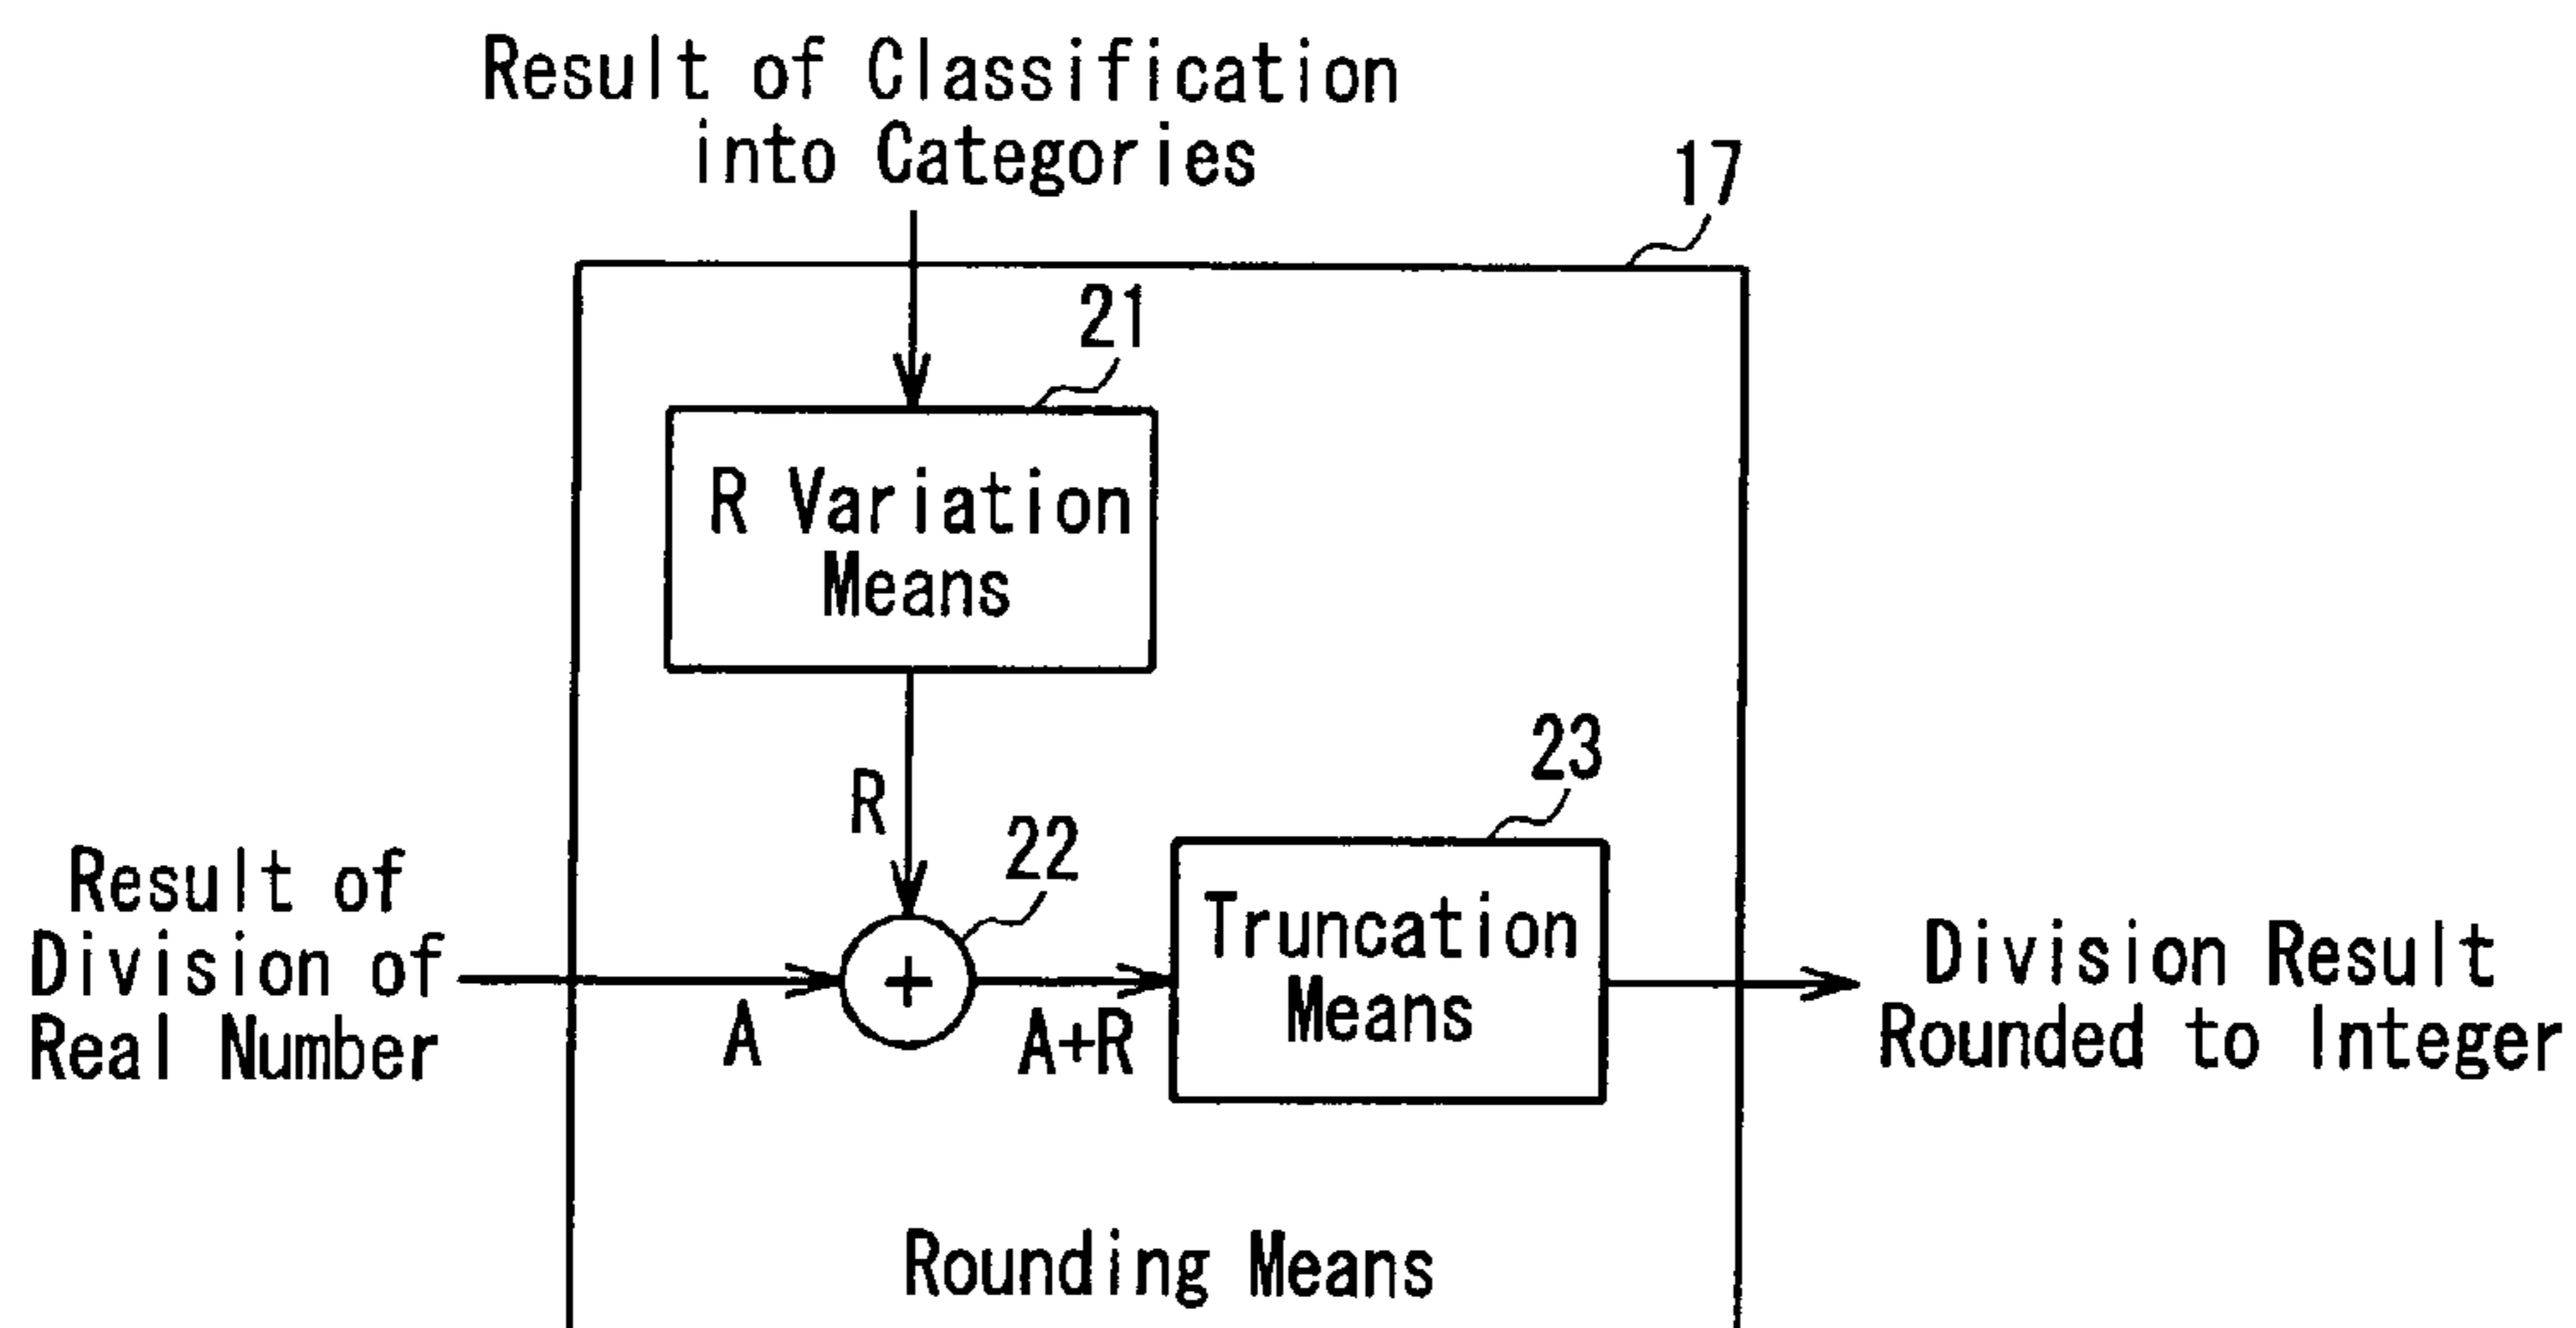 Result of Classification
into Categories
17
21
R Variation
Means
R
22
23
Result of
Division of
Real Number
A
+
A+R
Truncation
Means
Division Result
Rounded to Integer
Rounding Means